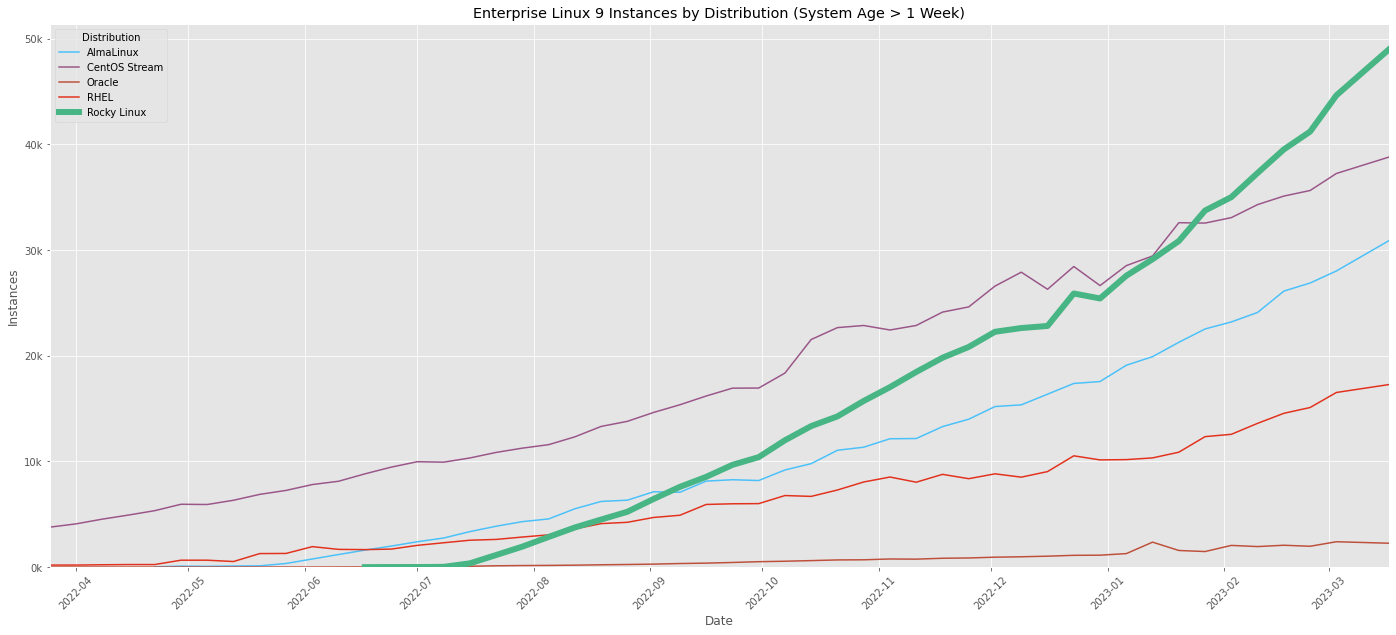 Enterprise Linux 9 Instances by Distribution (System Age > 1 Week)
Distribution
AlmaLinux
CentOS Stream
Oracle
RHEL
Rocky Linux
50k
40k
30k
20k
10k
0k
Instances
2022-04
2022-05
2022-06
2022-07
2022-08
2022-09
2022-10
2022-11
2022-12
2023-01
2023-02
2023-03
Date